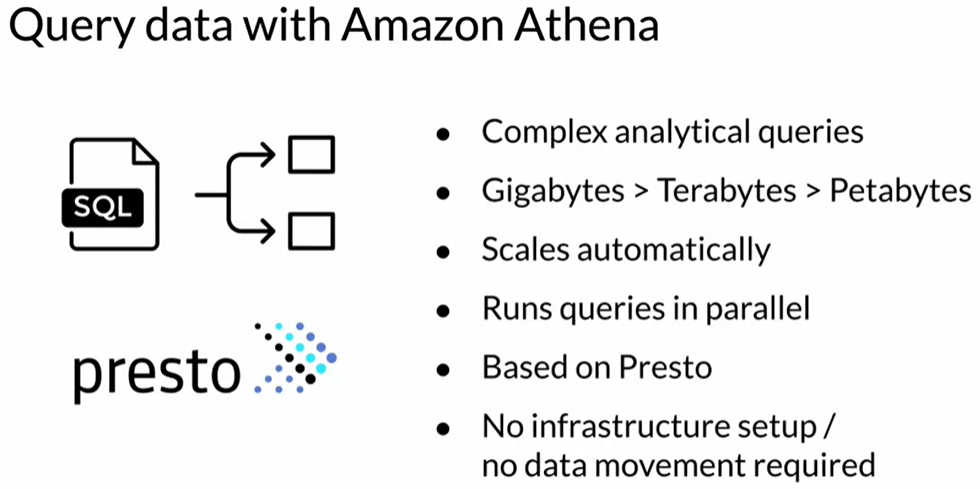 Query data with Amazon Athena
SQL
presto
• Complex analytical queries
• Gigabytes > Terabytes > Petabytes
• Scales automatically
• Runs queries in parallel
• Based on Presto
• No infrastructure setup /
no data movement required